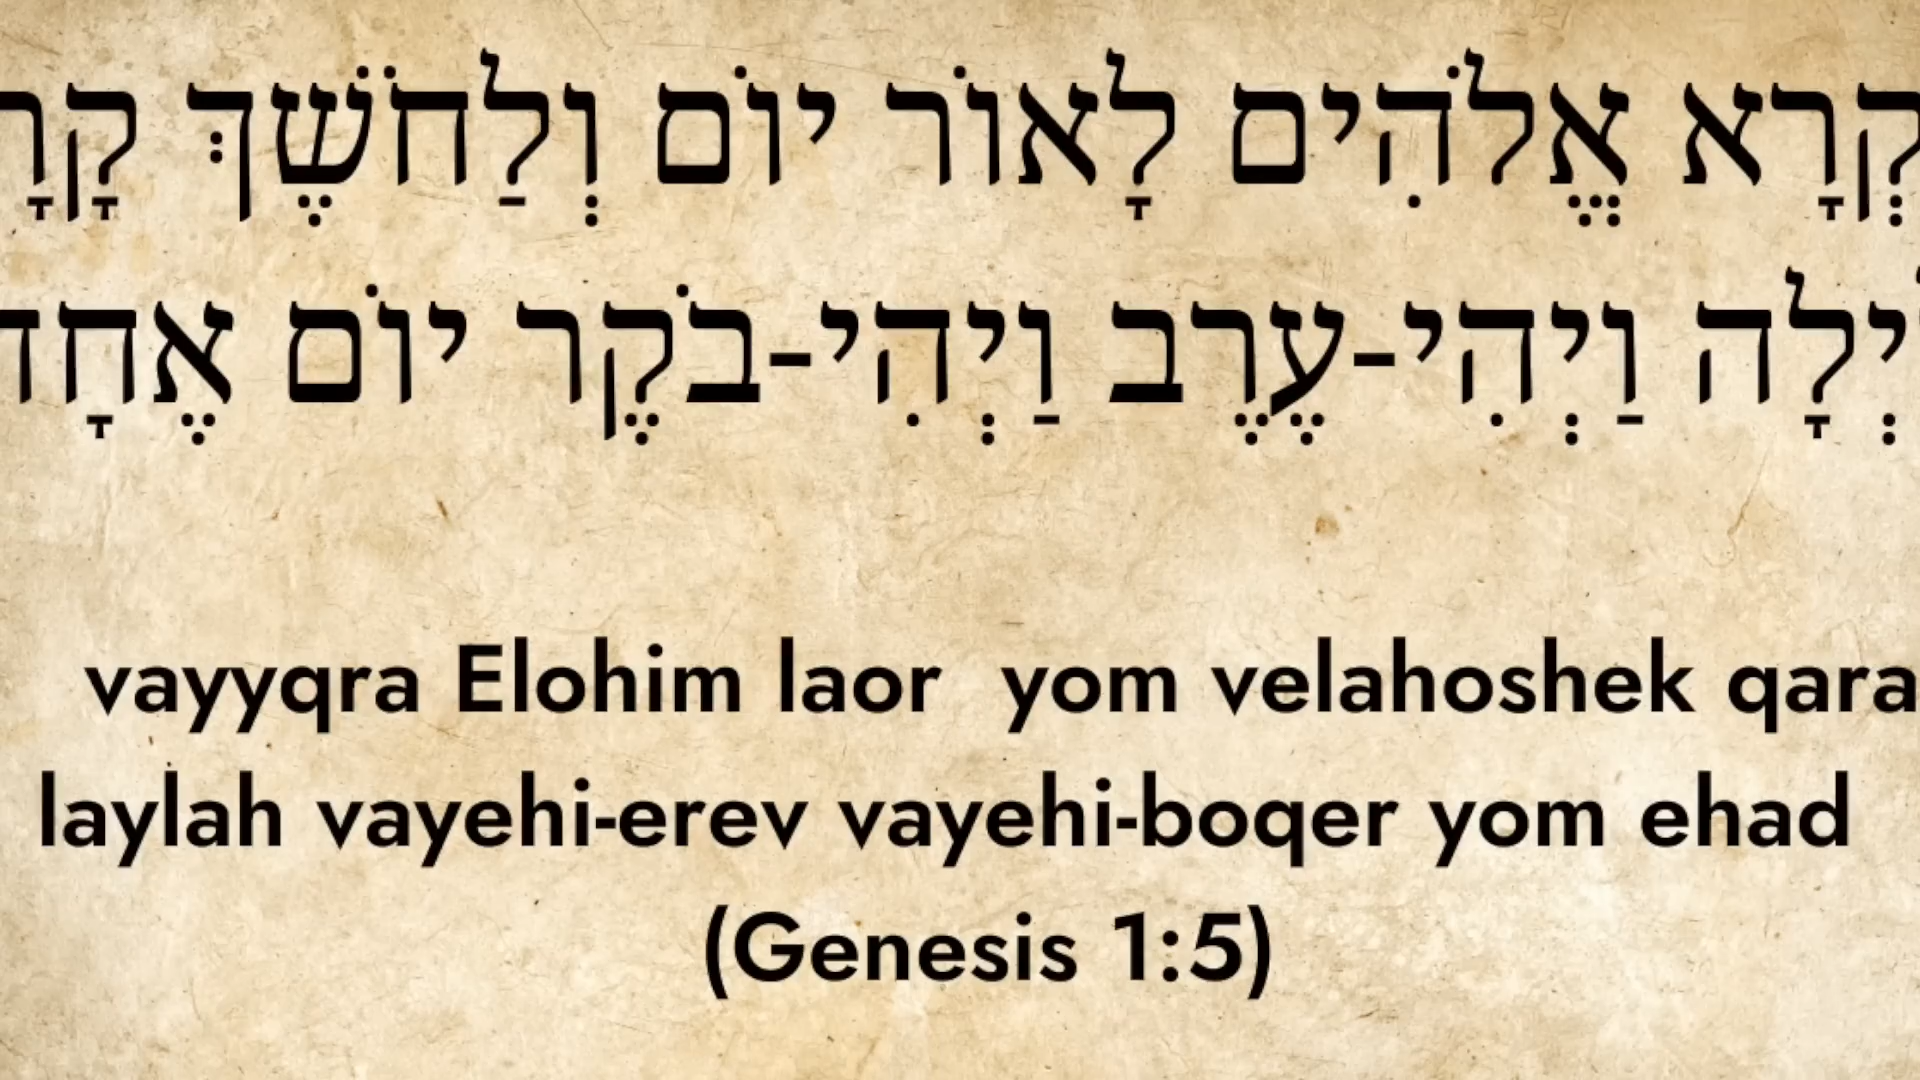 קְרָא אֱלֹהִים לָאוֹר יוֹם וְלַחֹשֶׁךְ קָרָ
יְלָה וַיְהִי-עֶרֶב וַיְהִי-בֹקֶר יוֹם אֶחָד
vayyqra Elohim laor yom velahoshek qara
laylah vayehi-erev vayehi-boqer yom ehad
(Genesis 1:5)